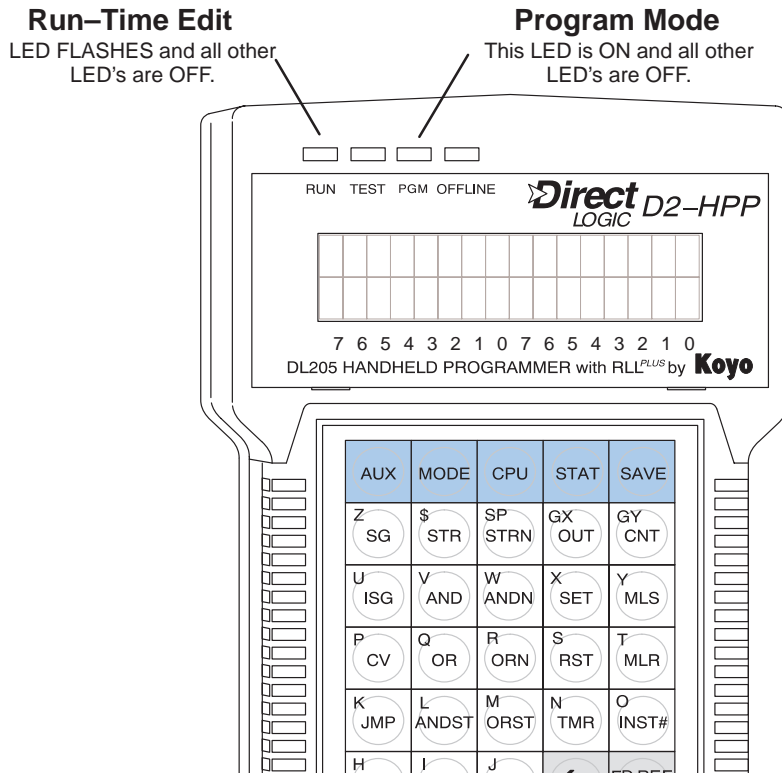 Run–Time Edit
LED FLASHES and all other
LED's are OFF.
Program Mode
This LED is ON and all other
LED's are OFF.
RUN TEST PGM OFFLINE
Direct
LOGIC D2–HPP
7 6 5 4 3 2 1 0 7 6 5 4 3 2 1 0
DL205 HANDHELD PROGRAMMER with RLLPLUS by Koyo
AUX MODE CPU STAT SAVE
Z $ SP GX GY
SG STR STRN OUT CNT
U V W X Y
ISG AND ANDN SET MLS
P Q R S T
CV OR ORN RST MLR
K L M N O
JMP ANDST ORST TMR INST#
H I J